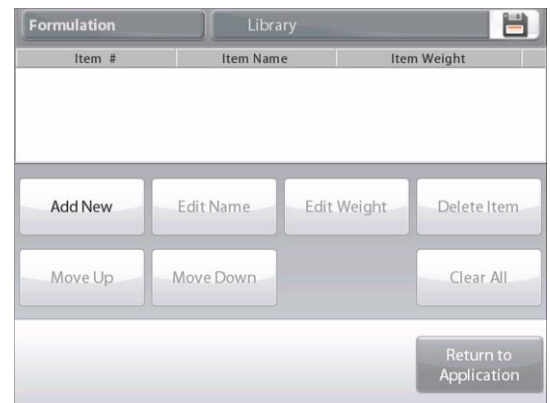 Formulation Library
Item # Item Name Item Weight
Add New Edit Name Edit Weight Delete Item
Move Up Move Down Clear All
Return to
Application